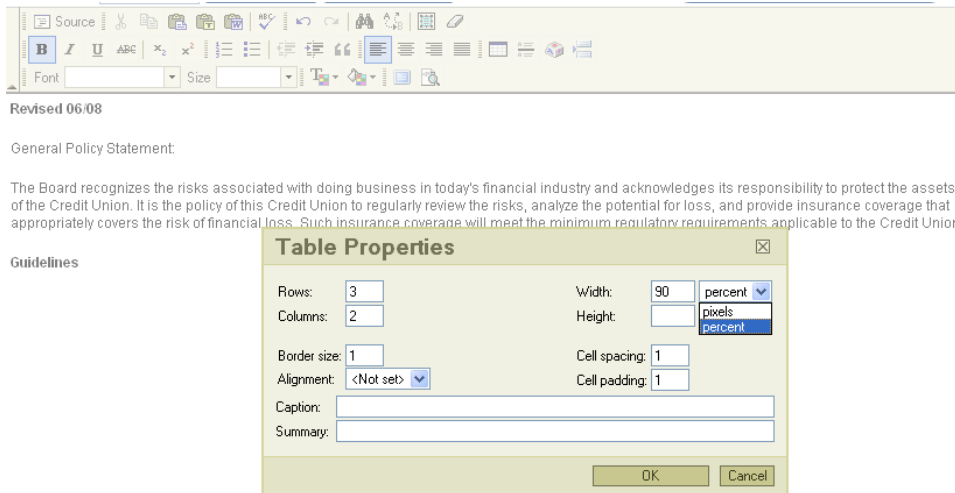 Source
B I U ABC x₂ x²
Font Size
Revised 06/08
General Policy Statement:
The Board recognizes the risks associated with doing business in today's financial industry and acknowledges its responsibility to protect the assets
of the Credit Union. It is the policy of this Credit Union to regularly review the risks, analyze the potential for loss, and provide insurance coverage that
appropriately covers the risk of financial loss. Such insurance coverage will meet the minimum regulatory requirements applicable to the Credit Union
Guidelines
Table Properties
Rows: 3 Width: 90 percent
Columns: 2 Height: pixels
percent
Border size: 1 Cell spacing: 1
Alignment: <Not set> Cell padding: 1
Caption:
Summary:
OK Cancel